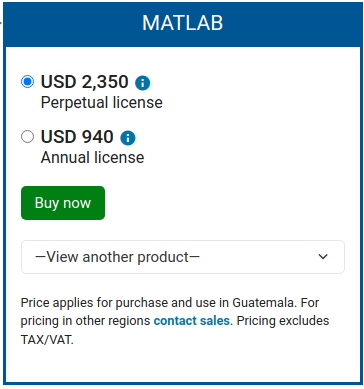 MATLAB
USD 2,350
Perpetual license
USD 940
Annual license
Buy now
—View another product—
Price applies for purchase and use in Guatemala. For
pricing in other regions contact sales. Pricing excludes
TAX/VAT.